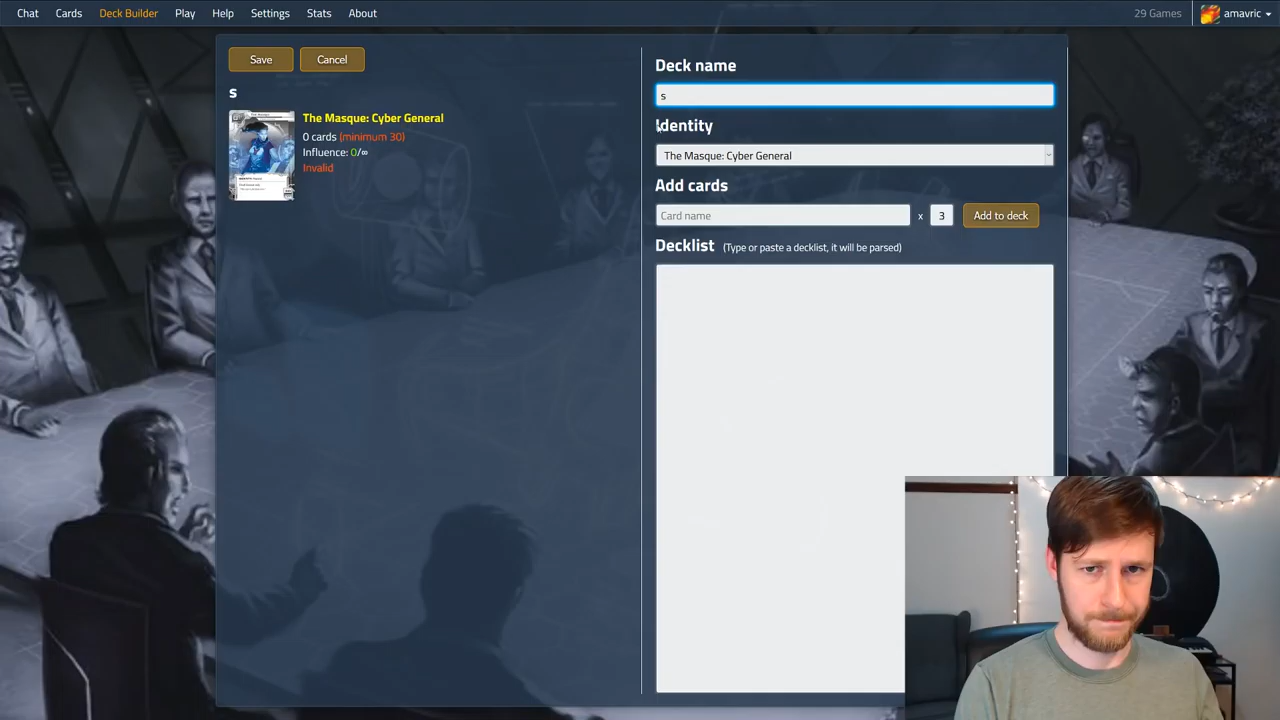 Chat Cards Deck Builder Play Help Settings Stats About 29 Games amavric
Save Cancel
s
The Masque: Cyber General
0 cards (minimum 30)
Influence: 0/∞
Invalid
Deck name
s
Identity
The Masque: Cyber General
Add cards
Card name x 3 Add to deck
Decklist (Type or paste a decklist, it will be parsed)